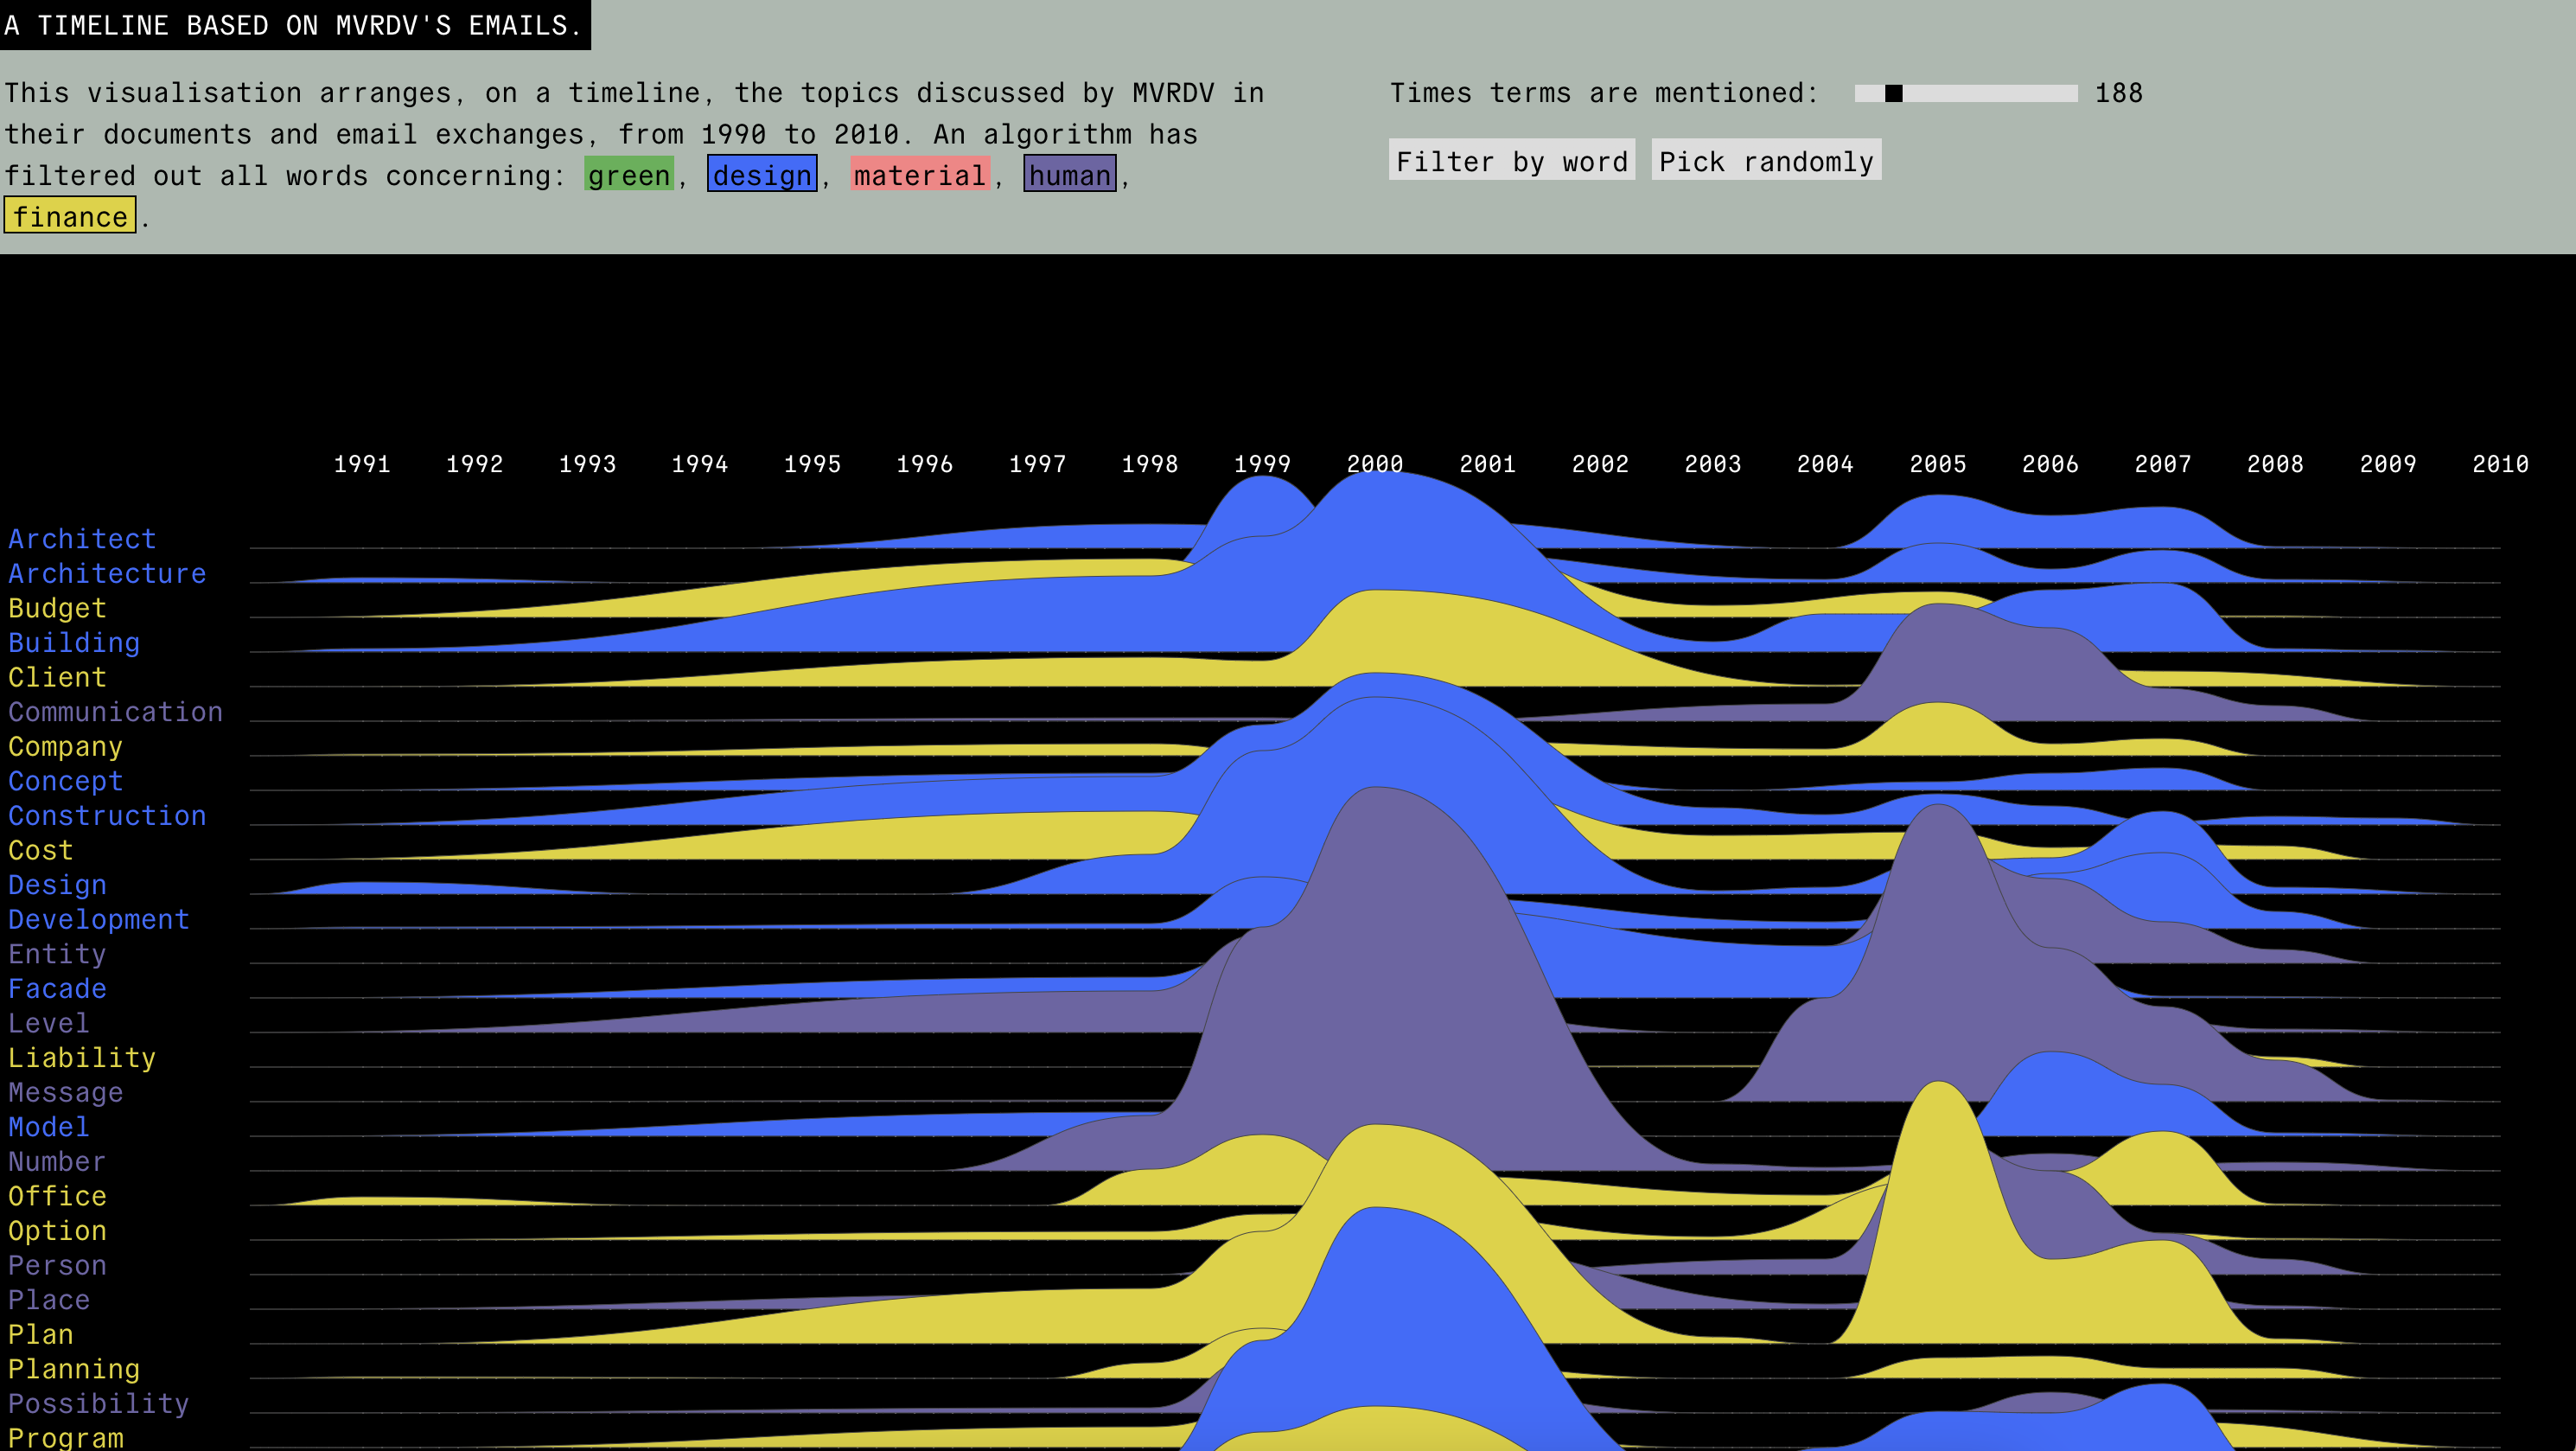 A TIMELINE BASED ON MVRDV'S EMAILS.
This visualisation arranges, on a timeline, the topics discussed by MVRDV in
their documents and email exchanges, from 1990 to 2010. An algorithm has
filtered out all words concerning: green, design, material, human,
finance.
Times terms are mentioned: 188
Filter by word Pick randomly
1991 1992 1993 1994 1995 1996 1997 1998 1999 2000 2001 2002 2003 2004 2005 2006 2007 2008 2009 2010
Architect
Architecture
Budget
Building
Client
Communication
Company
Concept
Construction
Cost
Design
Development
Entity
Facade
Level
Liability
Message
Model
Number
Office
Option
Person
Place
Plan
Planning
Possibility
Program